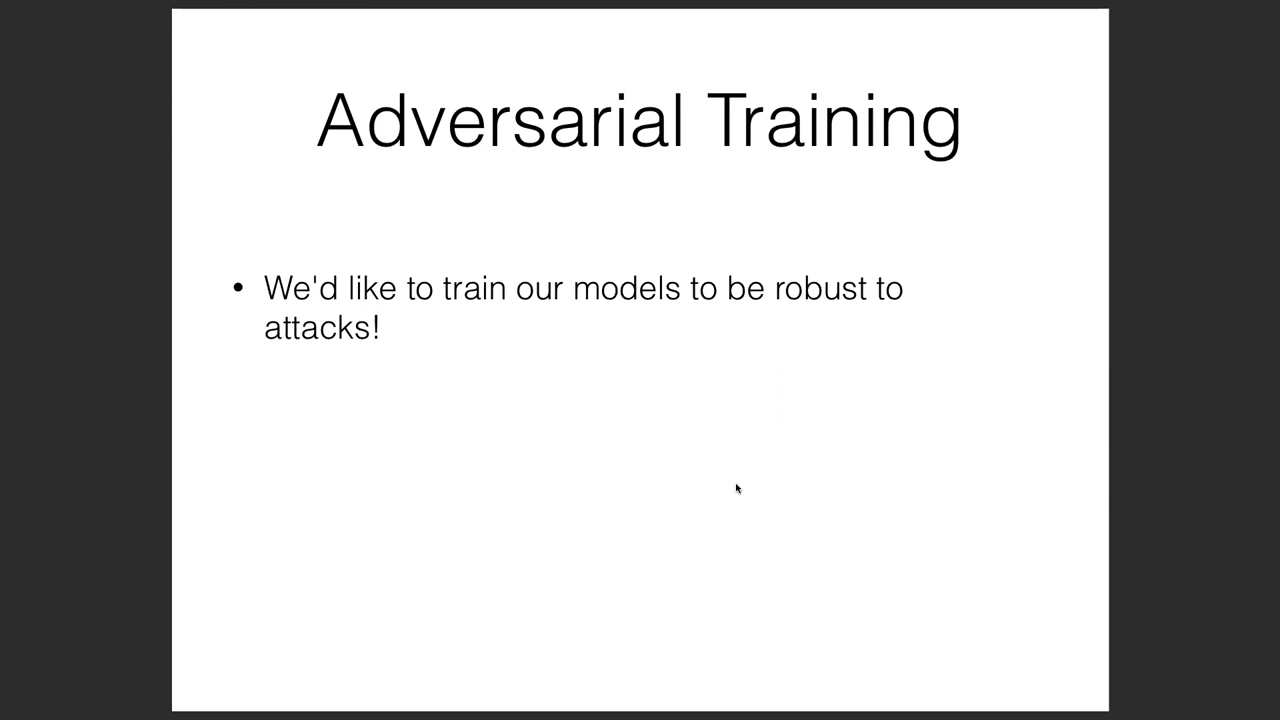 Adversarial Training
• We'd like to train our models to be robust to
attacks!